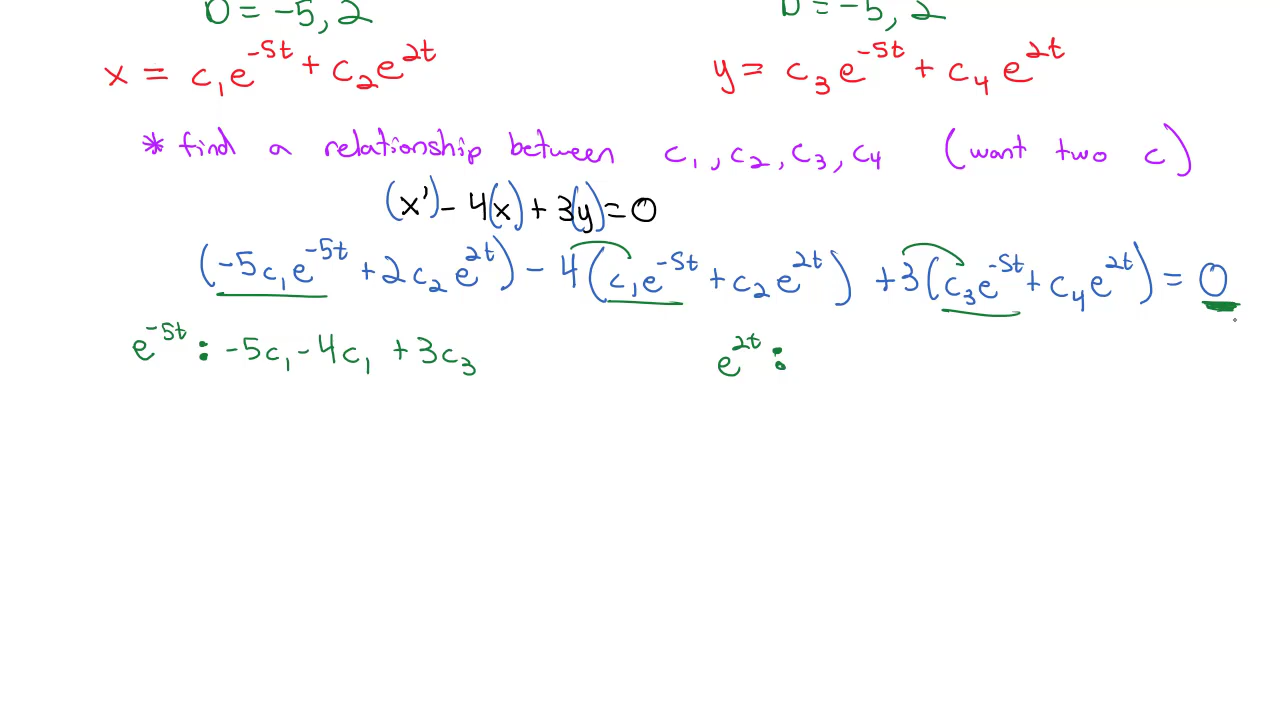 D = -5, 2 D = -5, 2
x = c₁e^{-5t} + c₂e^{2t} y = c₃e^{-5t} + c₄e^{2t}
* find a relationship between c₁, c₂, c₃, c₄ (want two c)
(x') - 4(x) + 3(y) = 0
(-5c₁e^{-5t} + 2c₂e^{2t}) - 4(c₁e^{-5t} + c₂e^{2t}) + 3(c₃e^{-5t} + c₄e^{2t}) = 0
e^{-5t} : -5c₁ - 4c₁ + 3c₃ e^{2t} :